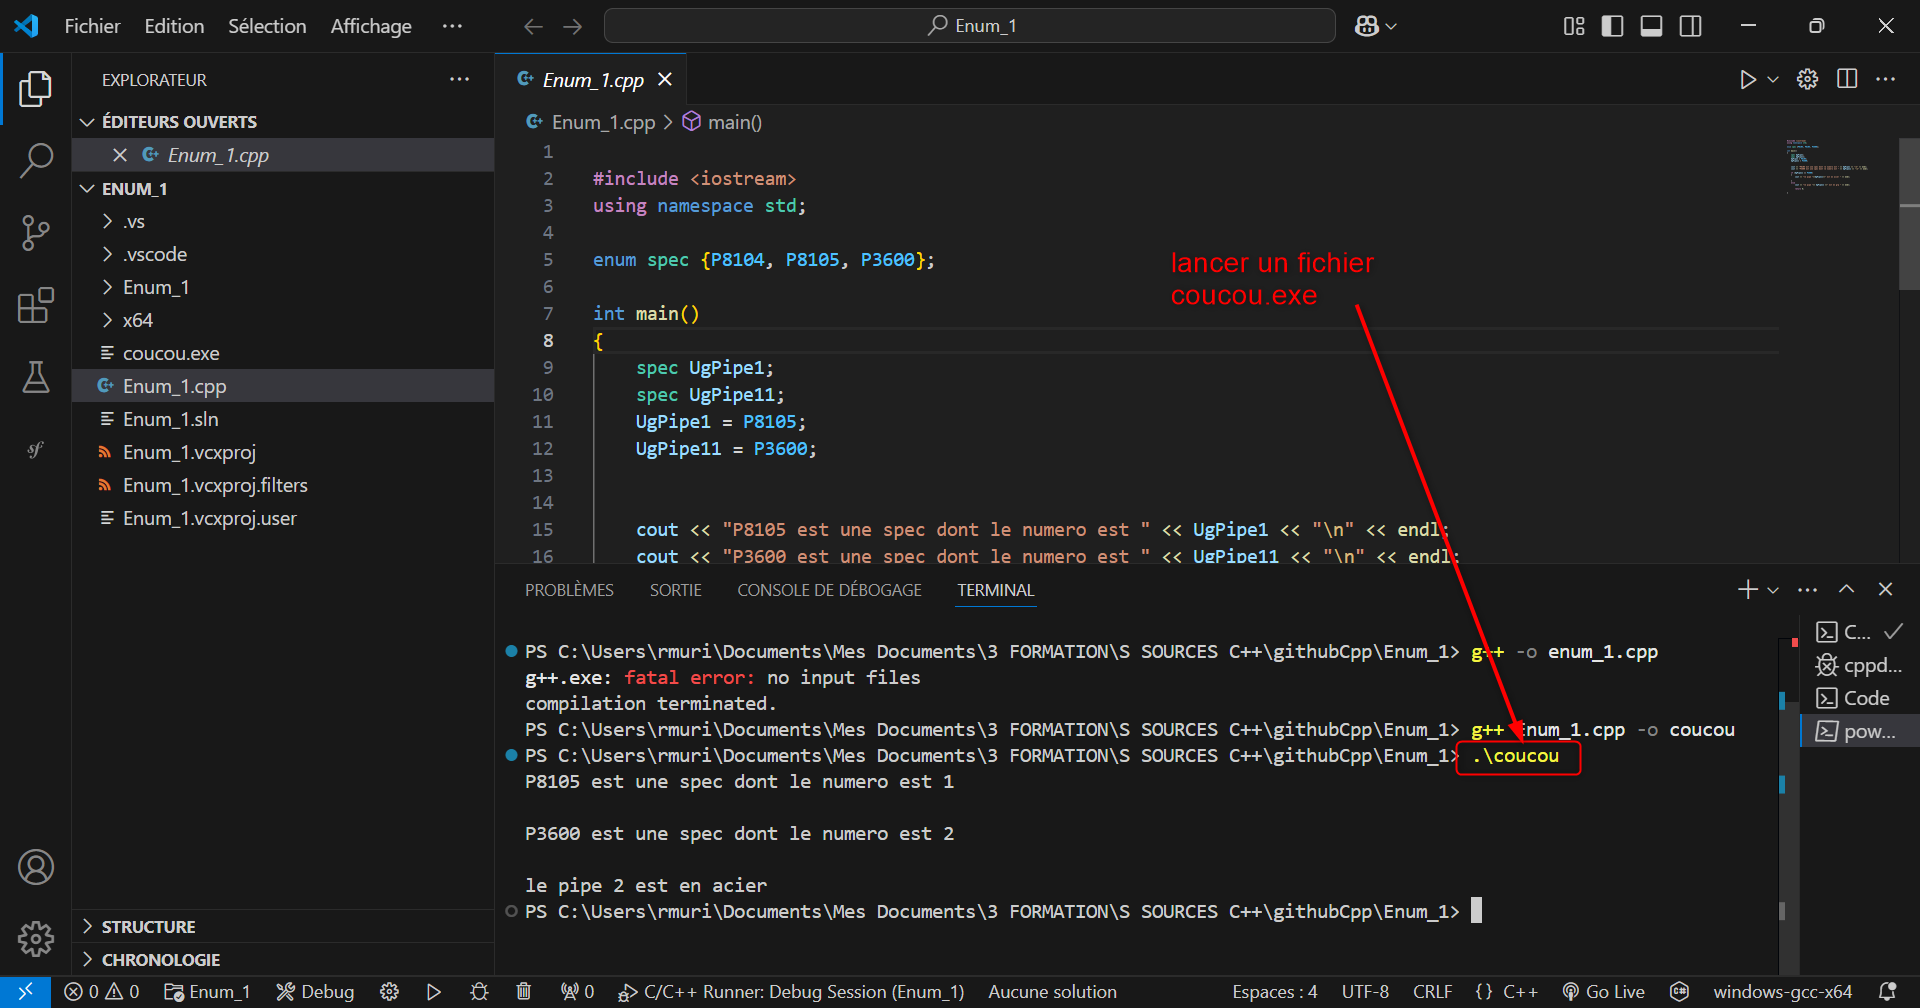 Fichier Edition Sélection Affichage ··· Enum_1
EXPLORATEUR ···
ÉDITEURS OUVERTS
Enum_1.cpp
ENUM_1
.vs
.vscode
Enum_1
x64
coucou.exe
Enum_1.cpp
Enum_1.sln
Enum_1.vcxproj
Enum_1.vcxproj.filters
Enum_1.vcxproj.user
STRUCTURE
CHRONOLOGIE
Enum_1.cpp
Enum_1.cpp > main()
1
2 #include <iostream>
3 using namespace std;
4
5 enum spec {P8104, P8105, P3600};
6
7 int main()
8 {
9 spec UgPipe1;
10 spec UgPipe11;
11 UgPipe1 = P8105;
12 UgPipe11 = P3600;
13
14
15 cout << "P8105 est une spec dont le numero est " << UgPipe1 << "\n" << endl;
16 cout << "P3600 est une spec dont le numero est " << UgPipe11 << "\n" << endl;
lancer un fichier
coucou.exe
PROBLÈMES SORTIE CONSOLE DE DÉBOGAGE TERMINAL
PS C:\Users\rmuri\Documents\Mes Documents\3 FORMATION\S SOURCES C++\githubCpp\Enum_1> g++ -o enum_1.cpp
g++.exe: fatal error: no input files
compilation terminated.
PS C:\Users\rmuri\Documents\Mes Documents\3 FORMATION\S SOURCES C++\githubCpp\Enum_1> g++ Enum_1.cpp -o coucou
PS C:\Users\rmuri\Documents\Mes Documents\3 FORMATION\S SOURCES C++\githubCpp\Enum_1> .\coucou
P8105 est une spec dont le numero est 1
P3600 est une spec dont le numero est 2
le pipe 2 est en acier
PS C:\Users\rmuri\Documents\Mes Documents\3 FORMATION\S SOURCES C++\githubCpp\Enum_1>
C...
cppd...
Code
pow...
0 0 Enum_1 Debug 0 C/C++ Runner: Debug Session (Enum_1) Aucune solution Espaces : 4 UTF-8 CRLF {} C++ Go Live windows-gcc-x64